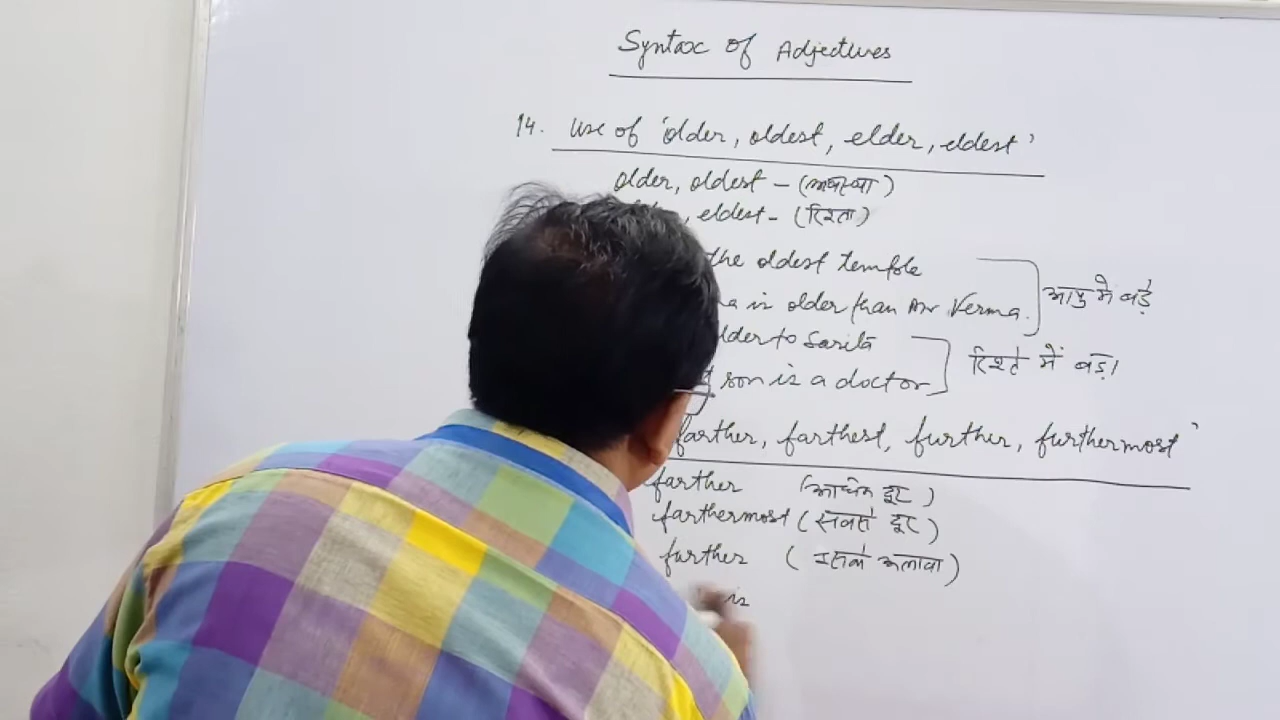 Syntax of Adjectives
14. Use of 'older, oldest, elder, eldest'
older, oldest - (अवस्था)
, eldest - (रिश्ता)
the oldest temple
is older than Mr Verma.
आयु में बड़े
to Sarita
रिश्ते में बड़ा
son is a doctor
farther, farthest, further, furthermost'
farther (अधिक दूर)
farthermost (सबसे दूर)
further (इसके अलावा)
is